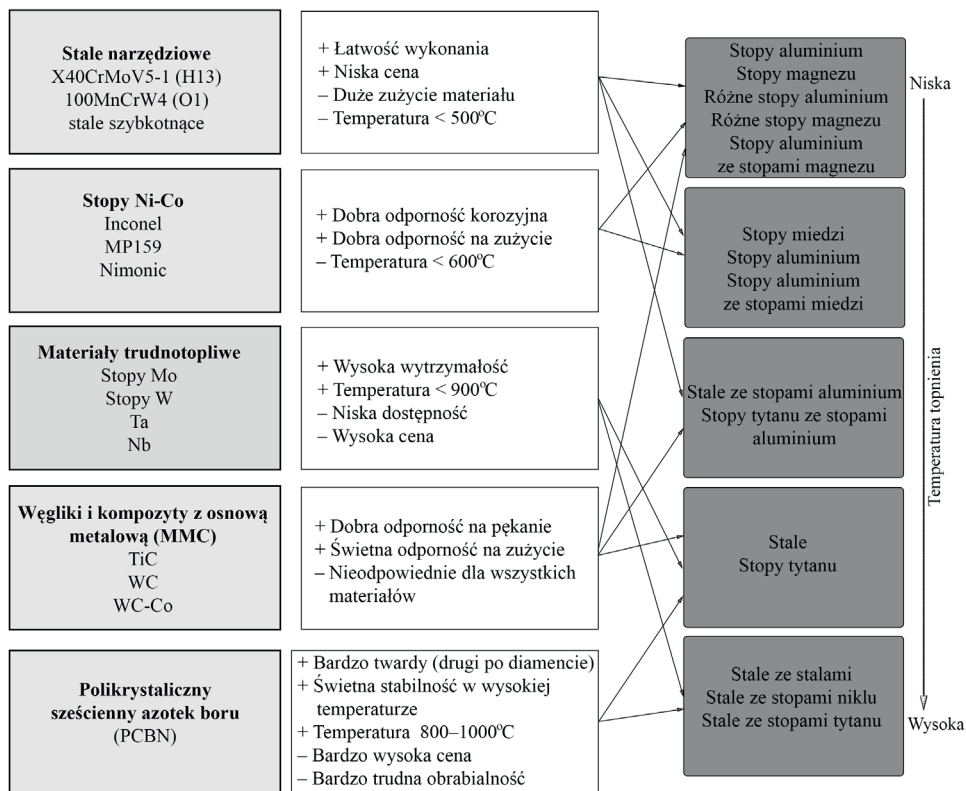 Stale narzędziowe
X40CrMoV5-1 (H13)
100MnCrW4 (O1)
stale szybkotnące
+ Łatwość wykonania
+ Niska cena
– Duże zużycie materiału
– Temperatura < 500ºC
Stopy Ni-Co
Inconel
MP159
Nimonic
+ Dobra odporność korozyjna
+ Dobra odporność na zużycie
– Temperatura < 600ºC
Materiały trudnotopliwe
Stopy Mo
Stopy W
Ta
Nb
+ Wysoka wytrzymałość
+ Temperatura < 900ºC
– Niska dostępność
– Wysoka cena
Węgliki i kompozyty z osnową
metalową (MMC)
TiC
WC
WC-Co
+ Dobra odporność na pękanie
+ Świetna odporność na zużycie
– Nieodpowiednie dla wszystkich
materiałów
Polikrystaliczny
sześcienny azotek boru
(PCBN)
+ Bardzo twardy (drugi po diamencie)
+ Świetna stabilność w wysokiej
temperaturze
+ Temperatura 800–1000ºC
– Bardzo wysoka cena
– Bardzo trudna obrabialność
Stopy aluminium
Stopy magnezu
Różne stopy aluminium
Różne stopy magnezu
Stopy aluminium
ze stopami magnezu
Stopy miedzi
Stopy aluminium
Stopy aluminium
ze stopami miedzi
Stale ze stopami aluminium
Stopy tytanu ze stopami
aluminium
Stale
Stopy tytanu
Stale ze stalami
Stale ze stopami niklu
Stale ze stopami tytanu
Niska
Temperatura topnienia
Wysoka